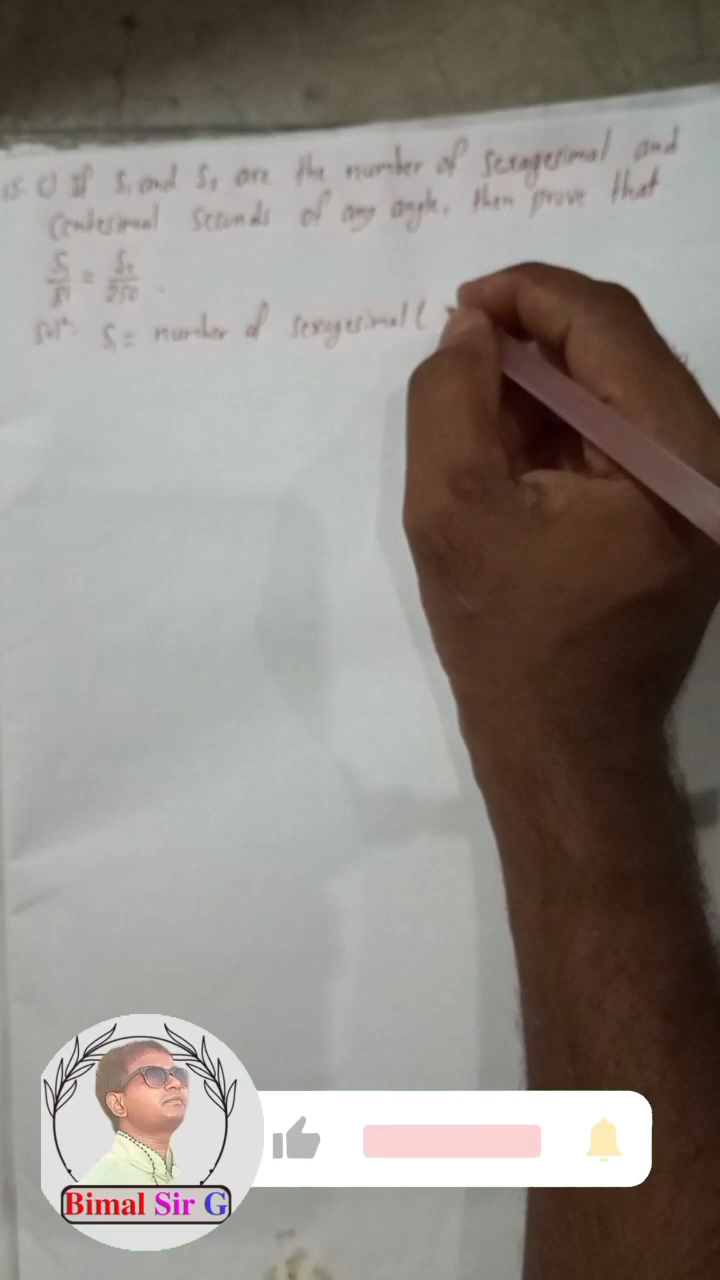 15. c) If S₁ and S₂ are the number of sexagesimal and
Centesimal seconds of any angle, then prove that
S₁/81 = S₂/250 .
Solⁿ: S₁ = number of sexagesimal (
Bimal Sir G